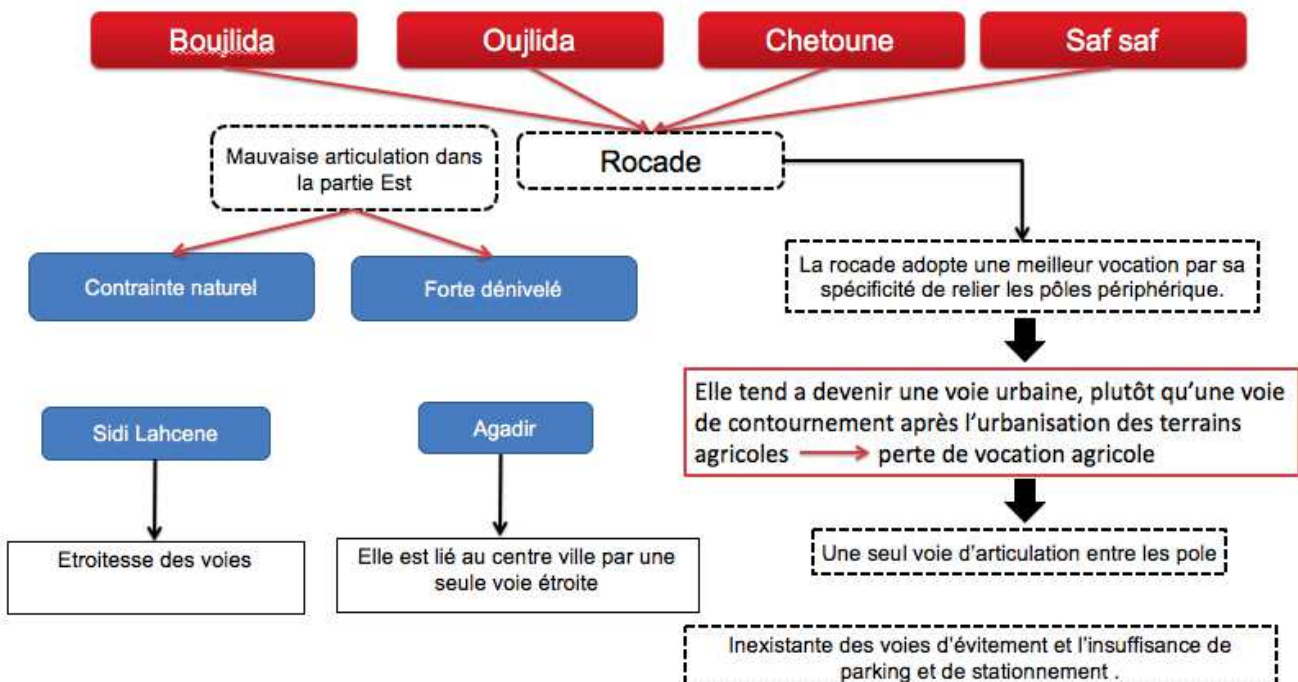 Boujlida
Oujlida
Chetoune
Saf saf
Mauvaise articulation dans
la partie Est
Rocade
Contrainte naturel
Forte dénivelé
La rocade adopte une meilleur vocation par sa
spécificité de relier les pôles périphérique.
Elle tend a devenir une voie urbaine, plutôt qu'une voie
de contournement après l'urbanisation des terrains
agricoles perte de vocation agricole
Sidi Lahcene
Agadir
Etroitesse des voies
Elle est lié au centre ville par une
seule voie étroite
Une seul voie d'articulation entre les pole
Inexistante des voies d'évitement et l'insuffisance de
parking et de stationnement .